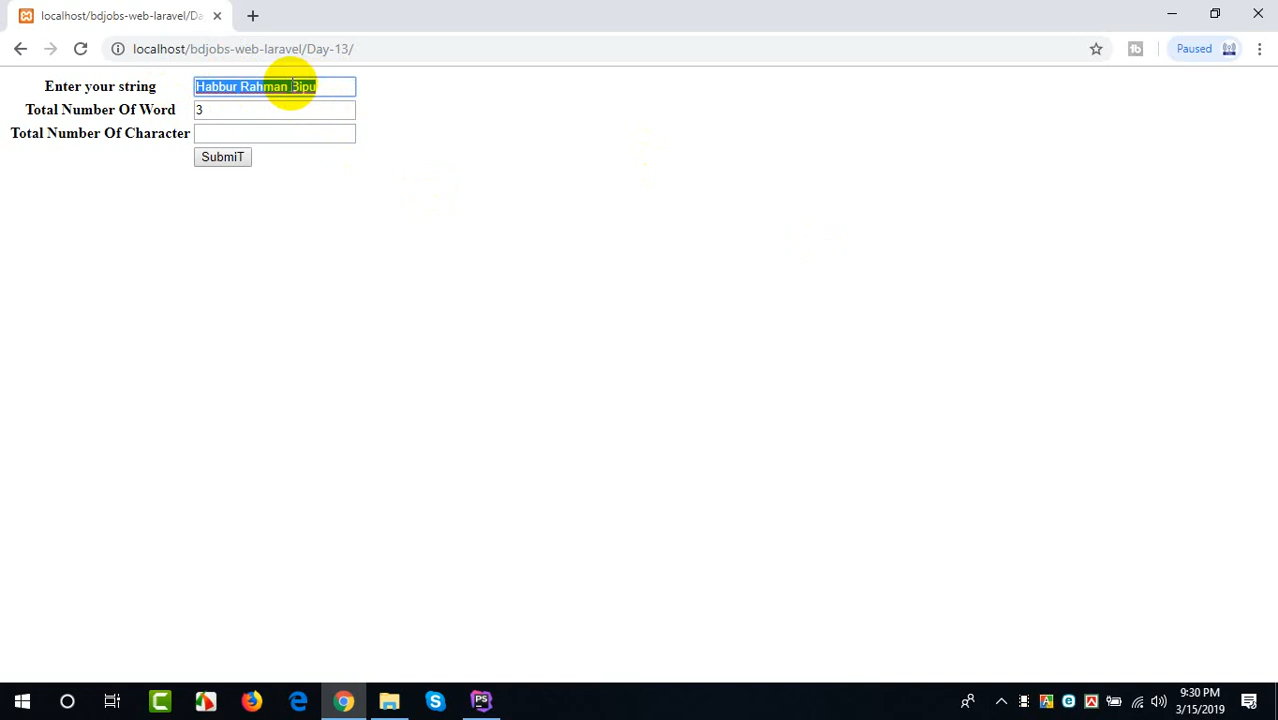 localhost/bdjobs-web-laravel/Da
localhost/bdjobs-web-laravel/Day-13/
Paused
Enter your string Habbur Rahman Bipu
Total Number Of Word 3
Total Number Of Character
SubmiT
9:30 PM
3/15/2019